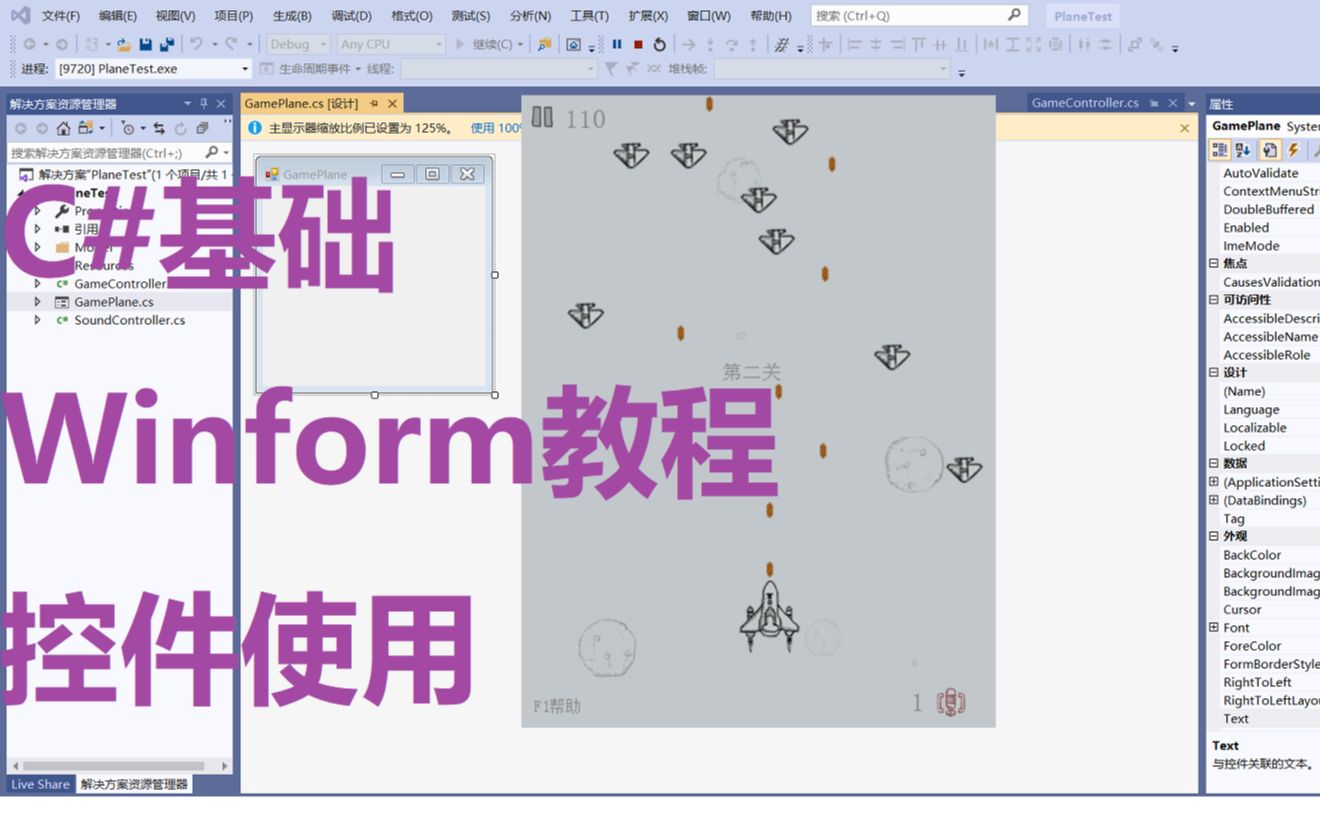 文件(F) 编辑(E) 视图(V) 项目(P) 生成(B) 调试(D) 格式(O) 测试(S) 分析(N) 工具(T) 扩展(X) 窗口(W) 帮助(H) 搜索 (Ctrl+Q) PlaneTest
Debug Any CPU 继续(C)
进程: [9720] PlaneTest.exe 生命周期事件 线程: 堆栈帧:
解决方案资源管理器
搜索解决方案资源管理器(Ctrl+;)
解决方案"PlaneTest"(1 个项目/共 1
引用
Resources
GameController
GamePlane.cs
SoundController.cs
Live Share 解决方案资源管理器
GamePlane.cs [设计]
GameController.cs
主显示器缩放比例已设置为 125%。 使用 100%
GamePlane
110
第二关
F1帮助
1
C#基础
Winform教程
控件使用
属性
GamePlane System
AutoValidate
ContextMenuStri
DoubleBuffered
Enabled
ImeMode
焦点
CausesValidation
可访问性
AccessibleDescri
AccessibleName
AccessibleRole
设计
(Name)
Language
Localizable
Locked
数据
(ApplicationSetti
(DataBindings)
Tag
外观
BackColor
BackgroundImag
BackgroundImag
Cursor
Font
ForeColor
FormBorderStyle
RightToLeft
RightToLeftLayou
Text
Text
与控件关联的文本。